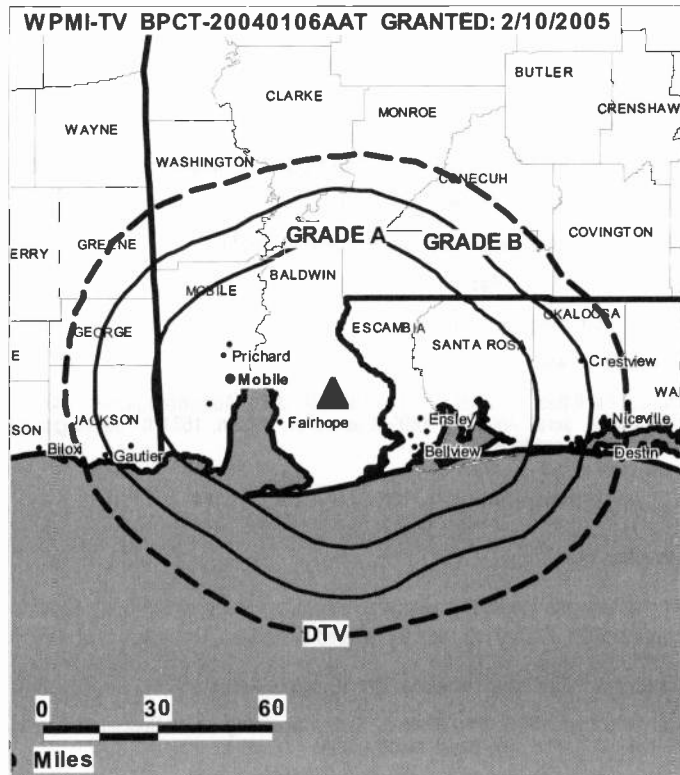 WPMI-TV BPCT-20040106AAT GRANTED: 2/10/2005
BUTLER
CLARKE
MONROE
CRENSHAW
WAYNE
WASHINGTON
CONECUH
COVINGTON
GREENE
GRADE A
GRADE B
ERRY
BALDWIN
MOBILE
OKALOOSA
GEORGE
ESCAMBIA
SANTA ROSA
E
Prichard
Crestview
Mobile
WA
JACKSON
Fairhope
Ensley
Niceville
SON
Biloxi
Gautier
Bellview
Destin
DTV
0 30 60
Miles